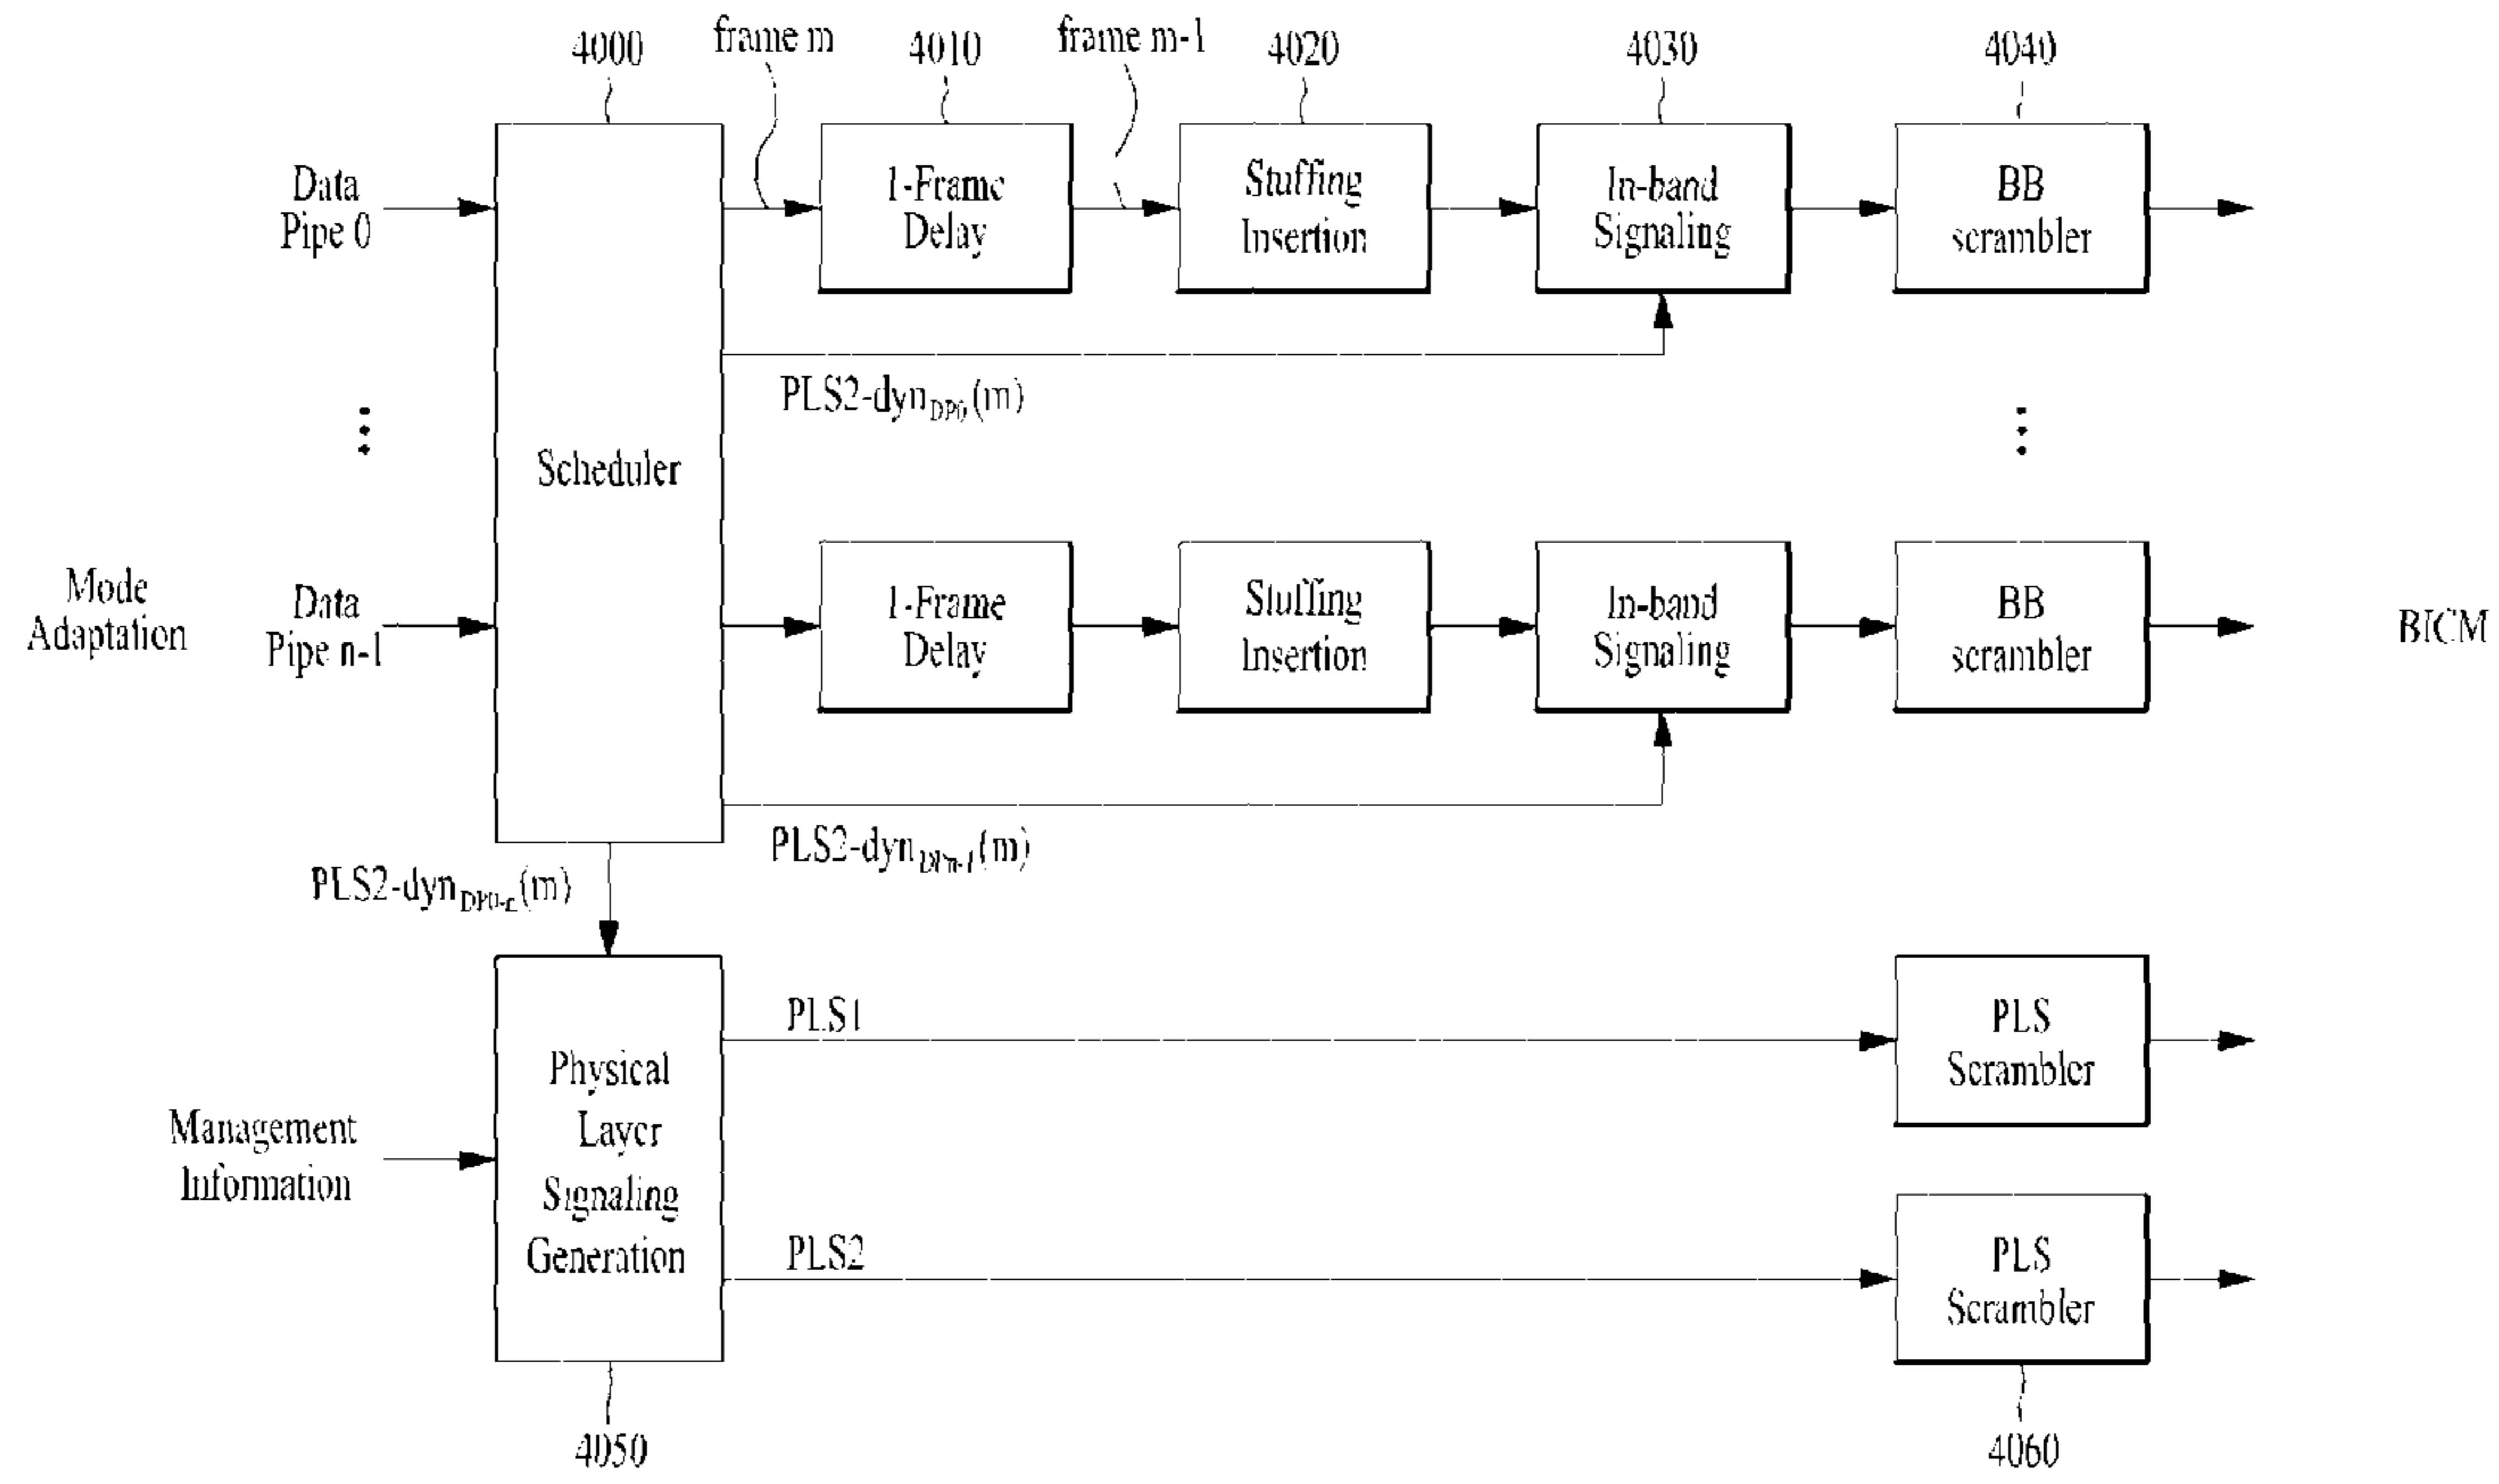 4000
frame m
4010
frame m-1
4020
4030
4040
Data
Pipe 0
1-Frame
Delay
Stuffing
Insertion
In-band
Signaling
BB
scrambler
PLS2-dynDP0(m)
Scheduler
Mode
Adaptation
Data
Pipe n-1
1-Frame
Delay
Stuffing
Insertion
In-band
Signaling
BB
scrambler
BICM
PLS2-dynDPn-1(m)
PLS2-dynDP0-n(m)
Management
Information
Physical
Layer
Signaling
Generation
PLS1
PLS
Scrambler
PLS2
PLS
Scrambler
4050
4060